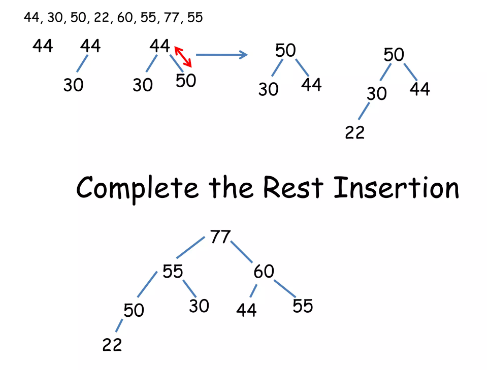 44, 30, 50, 22, 60, 55, 77, 55
44 44 44 50 50
30 30 50 30 44 30 44
22
Complete the Rest Insertion
77
55 60
50 30 44 55
22